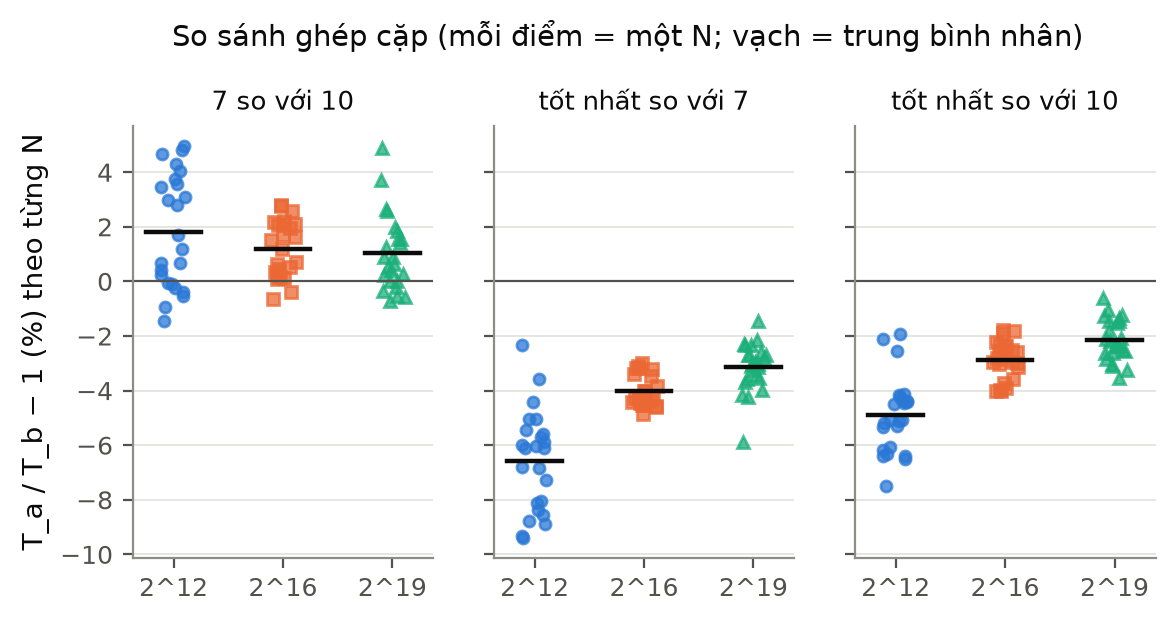 So sánh ghép cặp (mỗi điểm = một N; vạch = trung bình nhân)
7 so với 10
tốt nhất so với 7
tốt nhất so với 10
T_a / T_b − 1 (%) theo từng N
4
2
0
−2
−4
−6
−8
−10
2^12 2^16 2^19
2^12 2^16 2^19
2^12 2^16 2^19